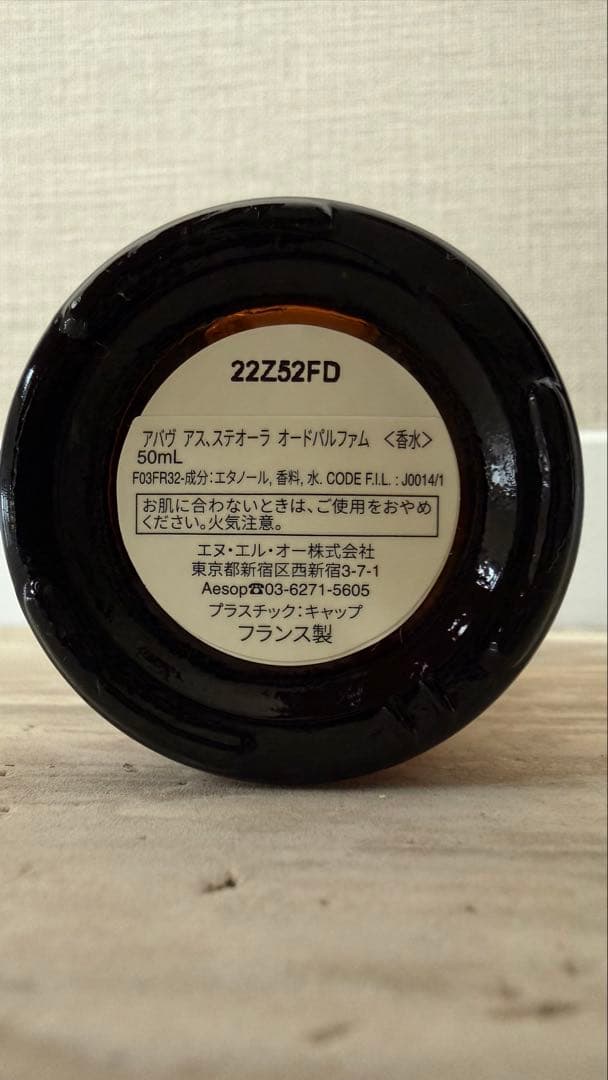 22Z52FD
アバヴ アス、ステオーラ オードパルファム <香水>
50mL
F03FR32-成分:エタノール, 香料, 水. CODE F.I.L. : J0014/1
お肌に合わないときは、ご使用をおやめ
ください。火気注意。
エヌ・エル・オー株式会社
東京都新宿区西新宿3-7-1
Aesop☎03-6271-5605
プラスチック:キャップ
フランス製